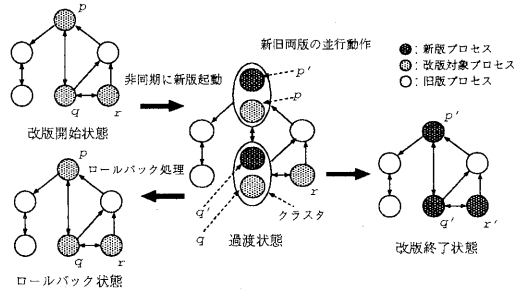 p
非同期に新版起動
q
r
改版開始状態
新旧両版の並行動作
p'
p
r
q'
q
クラスタ
過渡状態
●: 新版プロセス
: 改版対象プロセス
○: 旧版プロセス
p'
q'
r'
改版終了状態
ロールバック処理
p
q
r
ロールバック状態